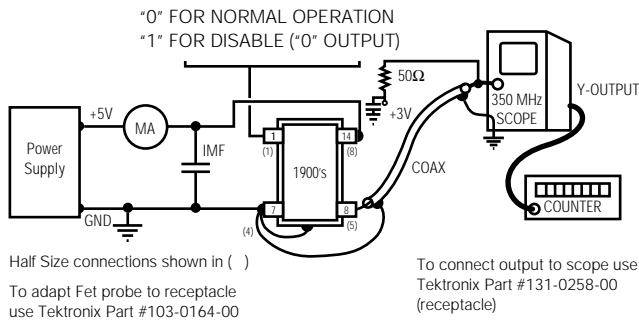 "0" FOR NORMAL OPERATION
"1" FOR DISABLE ("0" OUTPUT)
50Ω
+3V
350 MHz
SCOPE
Y-OUTPUT
+5V
MA
IMF
Power
Supply
GND
1
14
(1)
(8)
1900's
7
8
(4)
(5)
COAX
COUNTER
Half Size connections shown in ( )
To adapt Fet probe to receptacle
use Tektronix Part #103-0164-00
To connect output to scope use
Tektronix Part #131-0258-00
(receptacle)